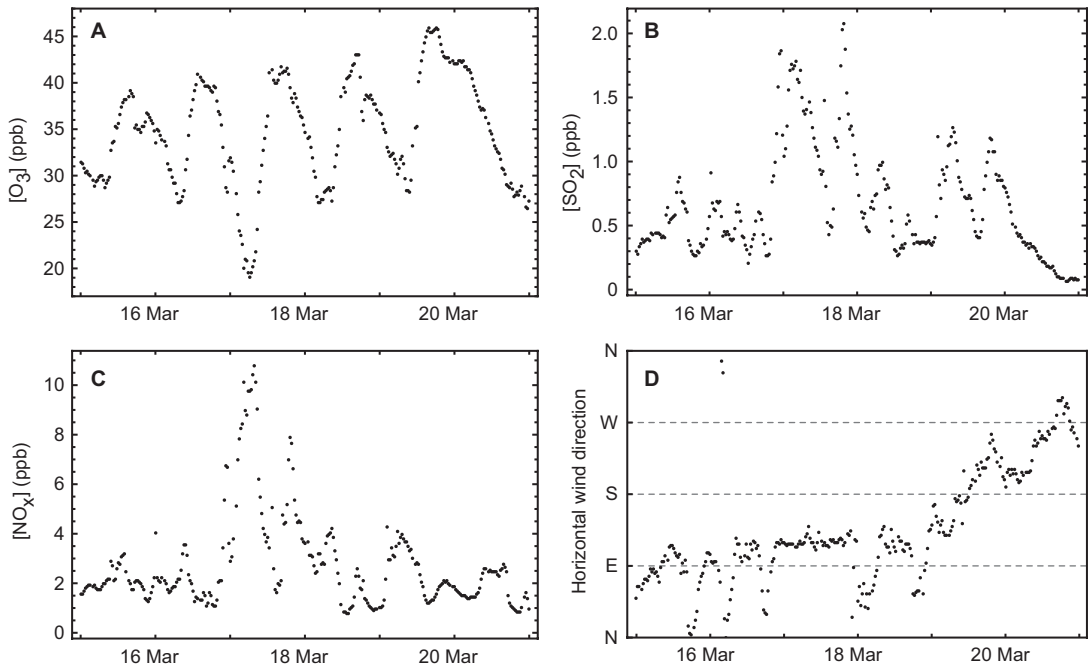 A
[O3] (ppb)
45
40
35
30
25
20
16 Mar
18 Mar
20 Mar
B
[SO2] (ppb)
2.0
1.5
1.0
0.5
0
16 Mar
18 Mar
20 Mar
C
[NOX] (ppb)
10
8
6
4
2
0
16 Mar
18 Mar
20 Mar
D
Horizontal wind direction
N
W
S
E
N
16 Mar
18 Mar
20 Mar